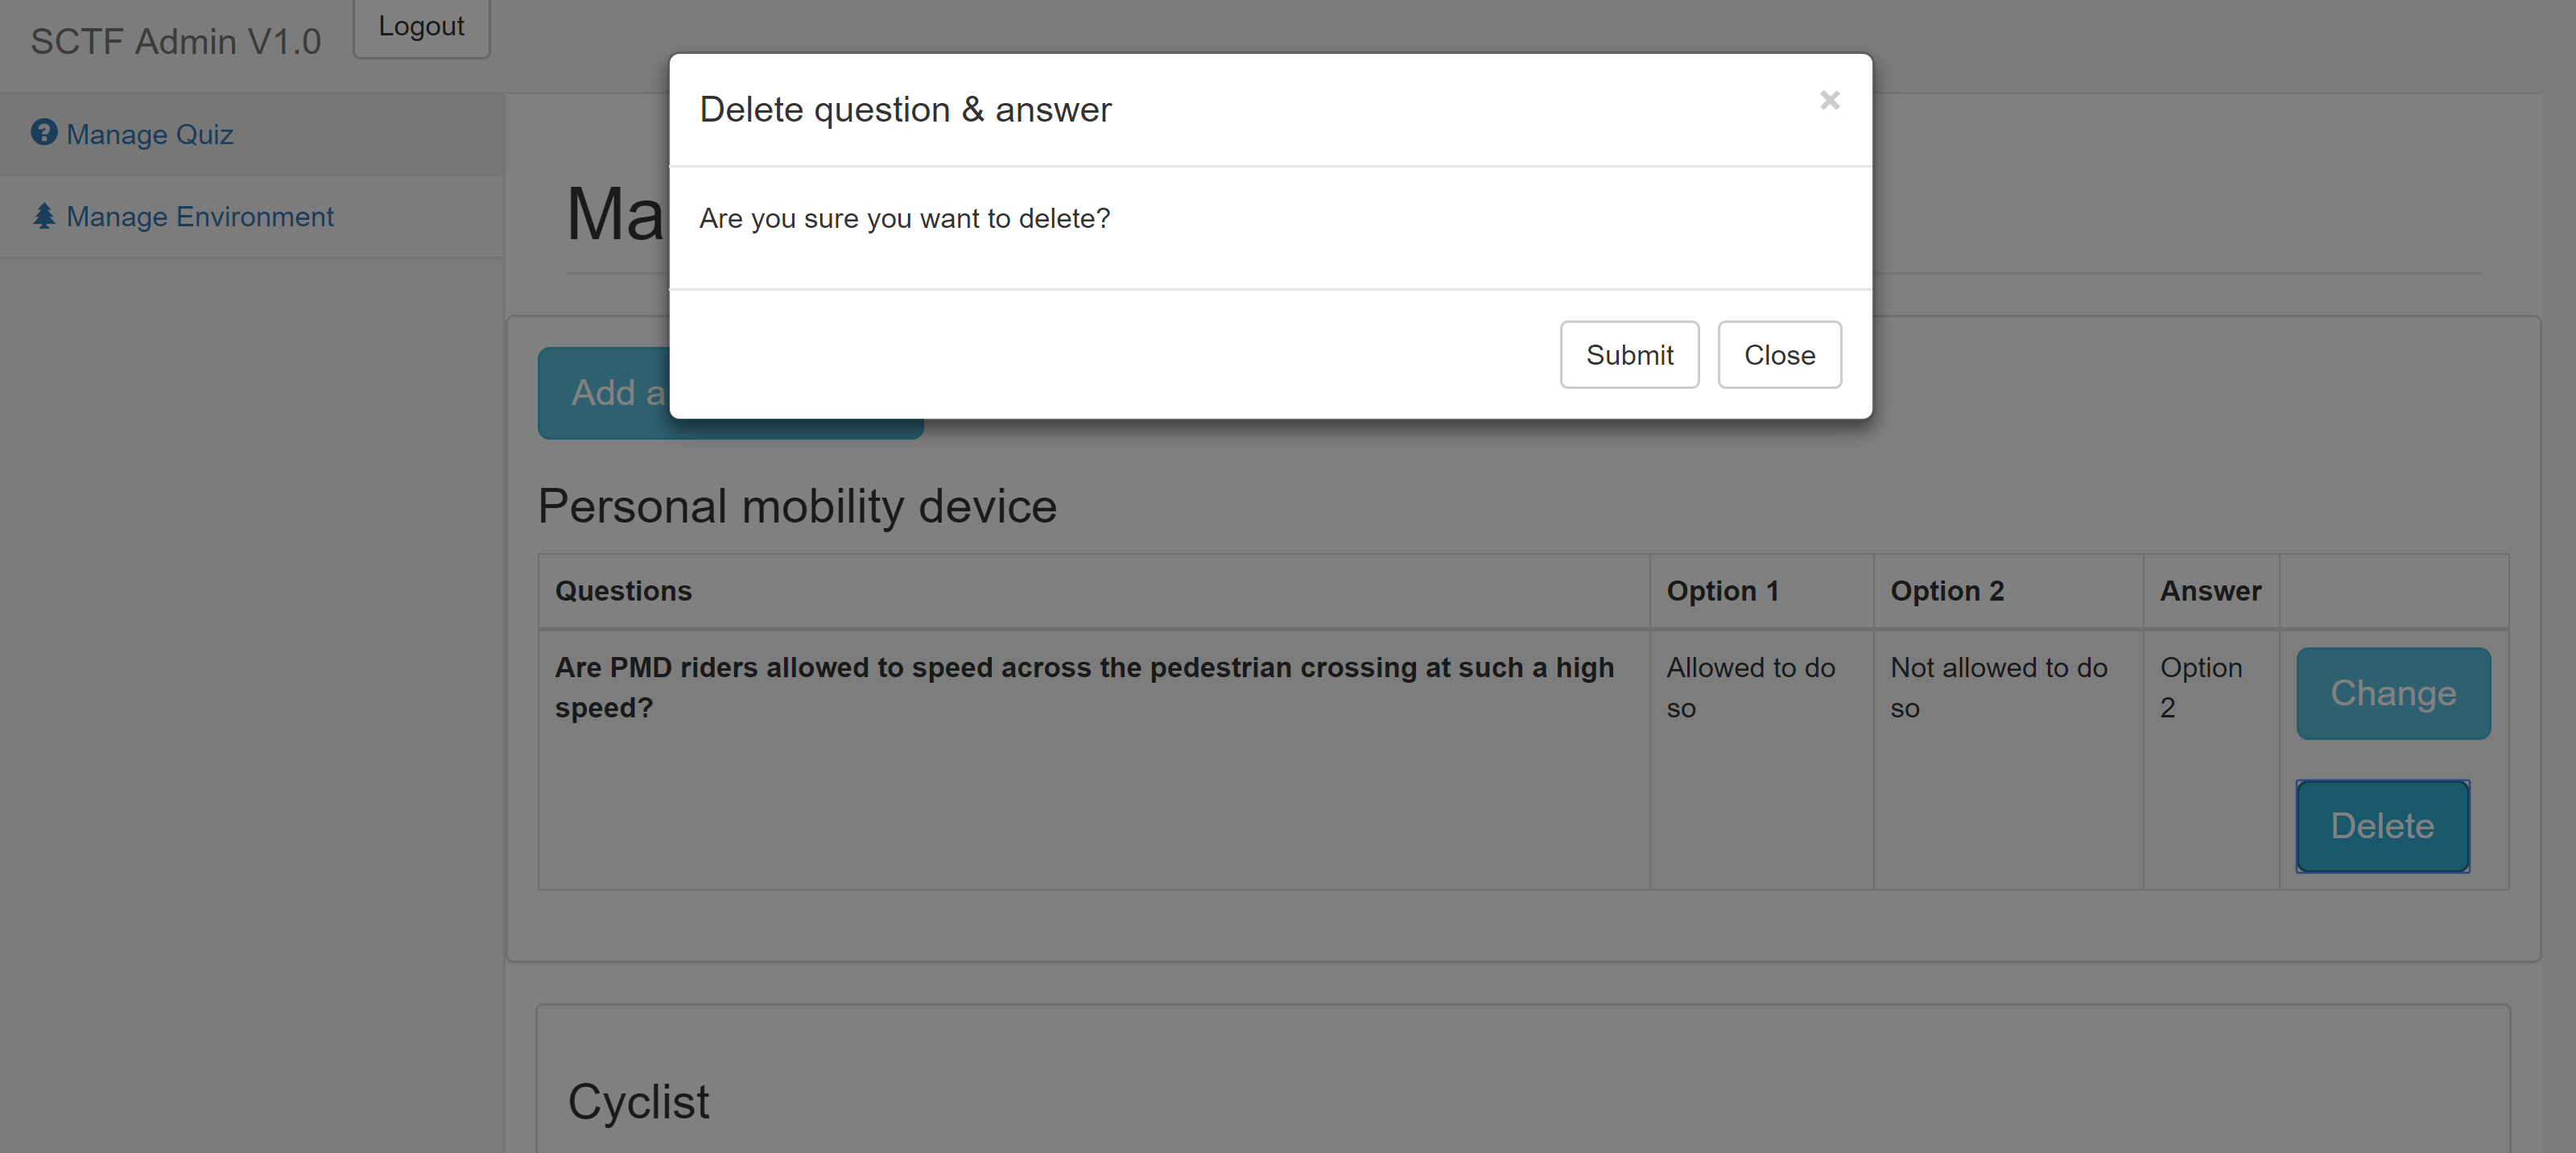 SCTF Admin V1.0
Logout
Manage Quiz
Manage Environment
Delete question & answer
×
Are you sure you want to delete?
Submit
Close
Ma
Add a
Personal mobility device
Questions
Option 1
Option 2
Answer
Are PMD riders allowed to speed across the pedestrian crossing at such a high
speed?
Allowed to do
so
Not allowed to do
so
Option
2
Change
Delete
Cyclist